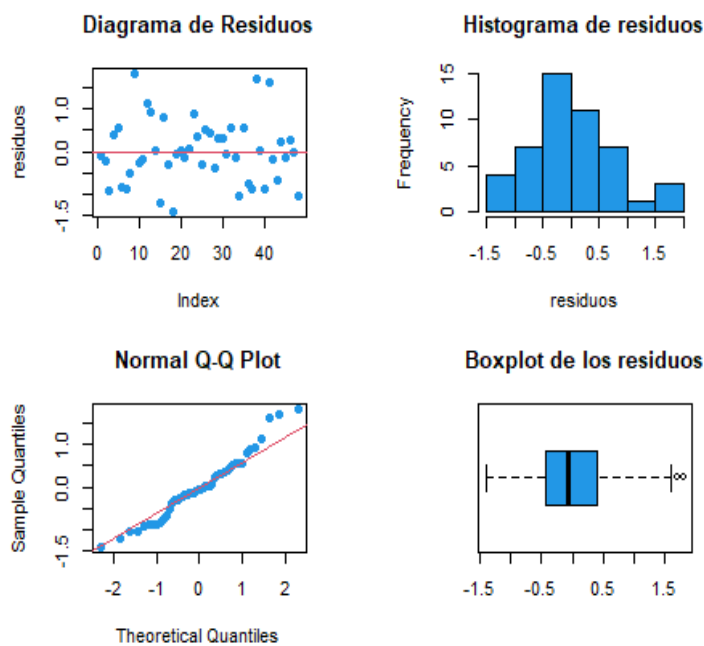 Diagrama de Residuos
residuos
-1.5
0.0
1.0
0
10
20
30
40
Index
Histograma de residuos
Frequency
0
5
10
15
-1.5
-0.5
0.5
1.5
residuos
Normal Q-Q Plot
Sample Quantiles
-1.5
0.0
1.0
-2
-1
0
1
2
Theoretical Quantiles
Boxplot de los residuos
-1.5
-0.5
0.5
1.5